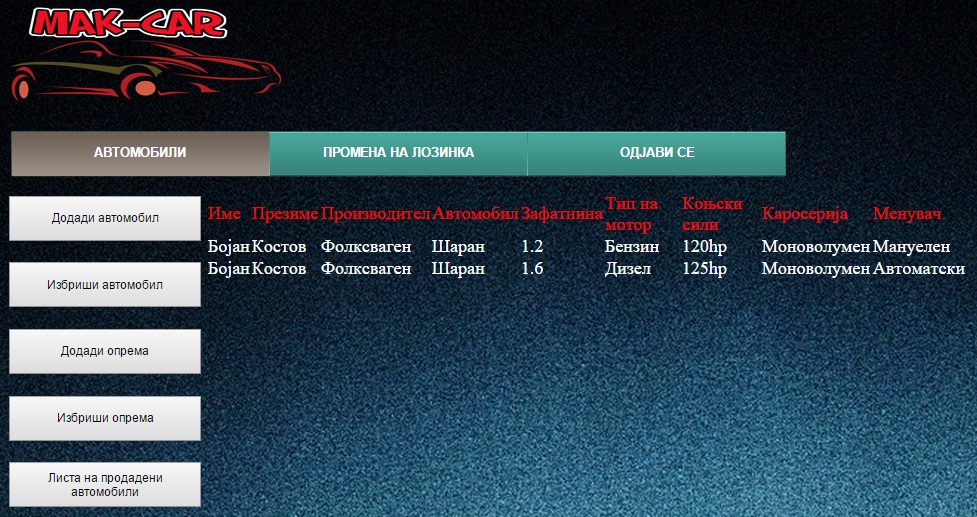 MAK-CAR
АВТОМОБИЛИ ПРОМЕНА НА ЛОЗИНКА ОДЈАВИ СЕ
Додади автомобил
Избриши автомобил
Додади опрема
Избриши опрема
Листа на продадени
автомобили
Име Презиме Производител Автомобил Зафатнина Тип на мотор Коњски сили Каросерија Менувач
Бојан Костов Фолксваген Шаран 1.2 Бензин 120hp Моноволумен Мануелен
Бојан Костов Фолксваген Шаран 1.6 Дизел 125hp Моноволумен Автоматски